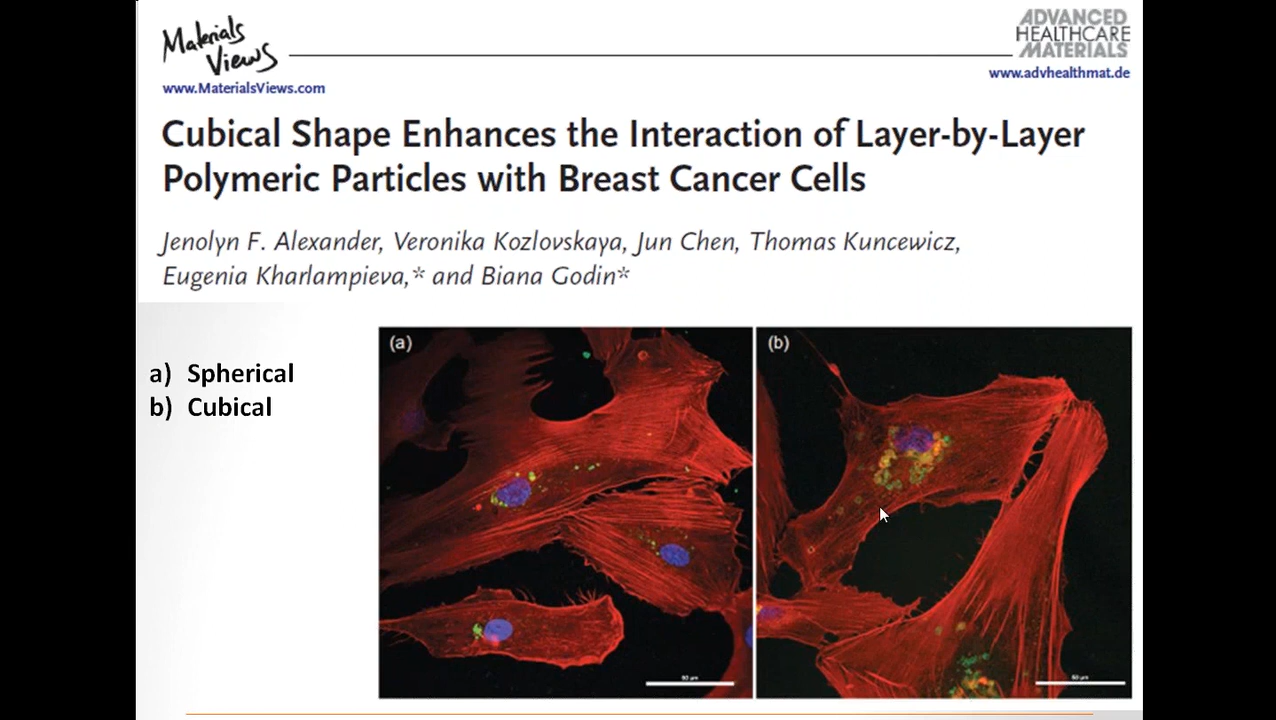 Materials
Views
www.MaterialsViews.com
ADVANCED
HEALTHCARE
MATERIALS
www.advhealthmat.de
Cubical Shape Enhances the Interaction of Layer-by-Layer
Polymeric Particles with Breast Cancer Cells
Jenolyn F. Alexander, Veronika Kozlovskaya, Jun Chen, Thomas Kuncewicz,
Eugenia Kharlampieva,* and Biana Godin*
a) Spherical
b) Cubical
(a)
(b)